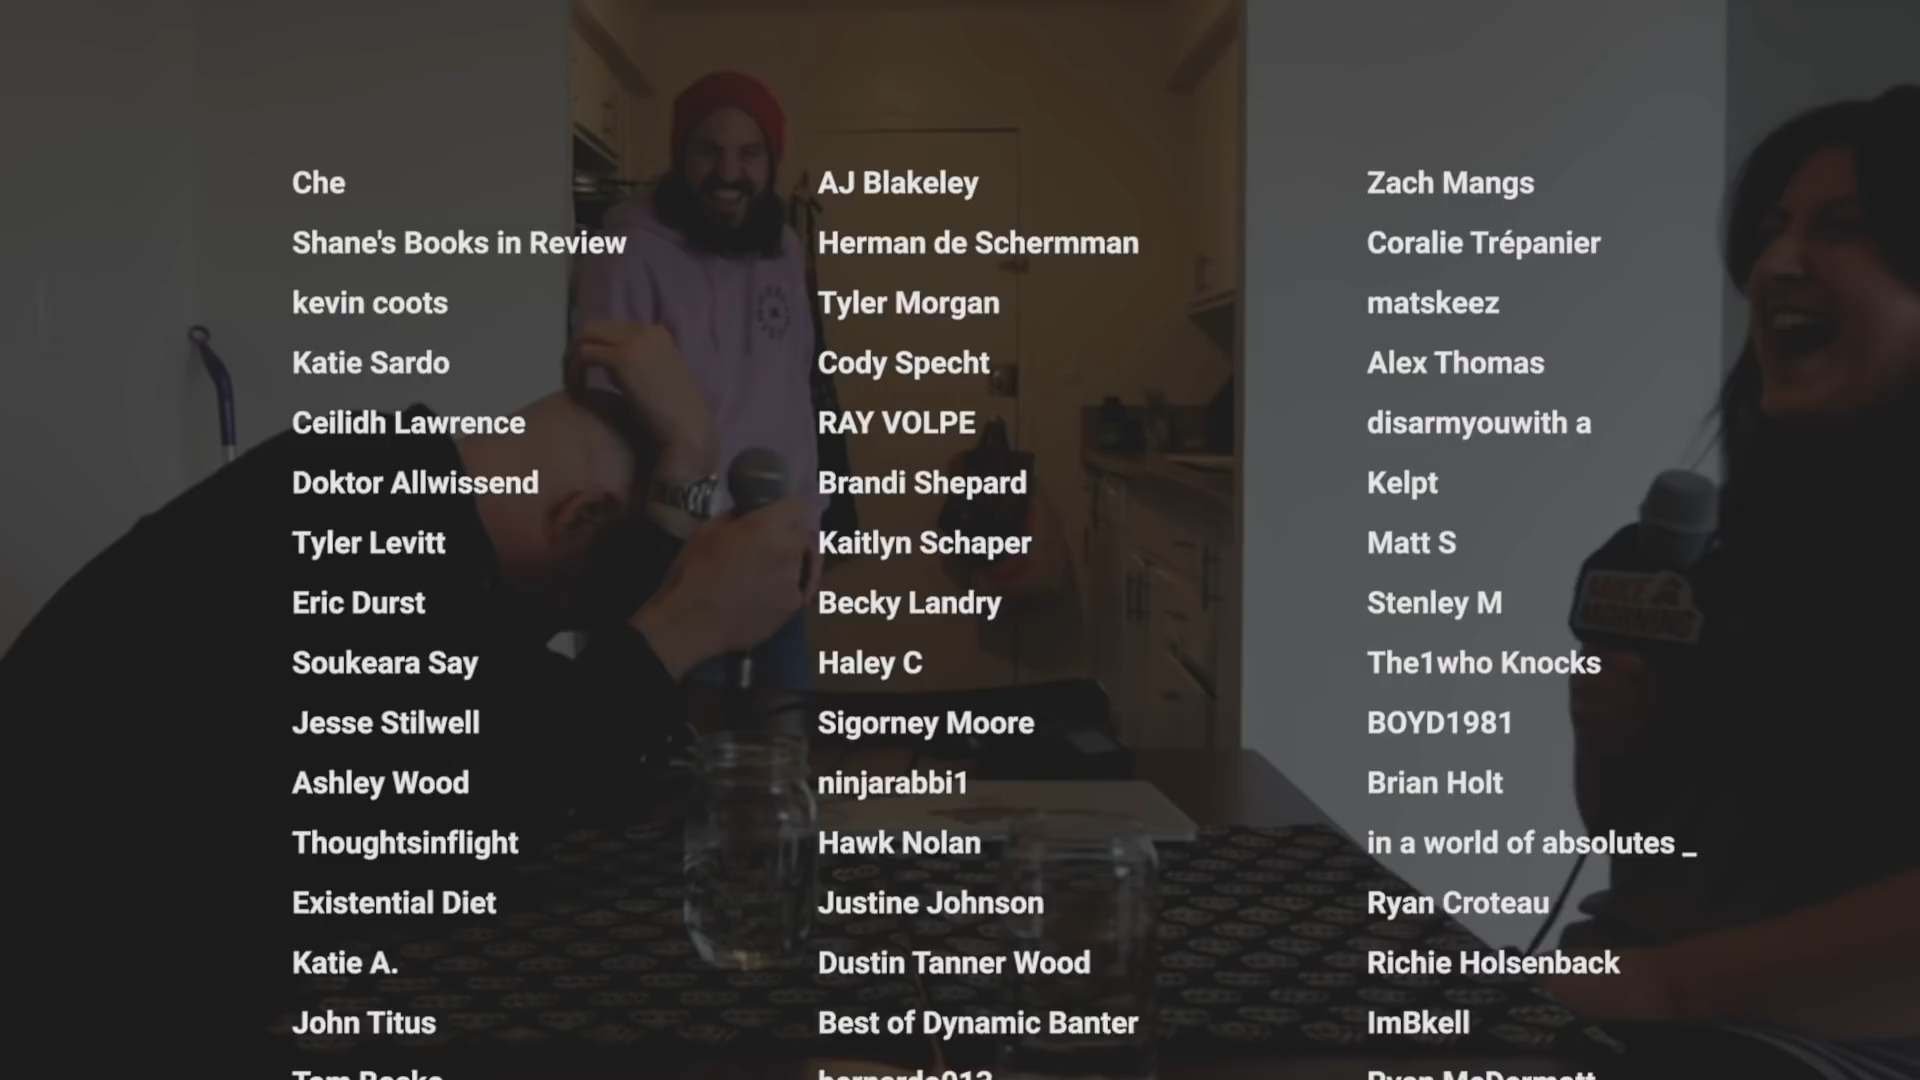 Che
Shane's Books in Review
kevin coots
Katie Sardo
Ceilidh Lawrence
Doktor Allwissend
Tyler Levitt
Eric Durst
Soukeara Say
Jesse Stilwell
Ashley Wood
Thoughtsinflight
Existential Diet
Katie A.
John Titus
AJ Blakeley
Herman de Schermman
Tyler Morgan
Cody Specht
RAY VOLPE
Brandi Shepard
Kaitlyn Schaper
Becky Landry
Haley C
Sigorney Moore
ninjarabbi1
Hawk Nolan
Justine Johnson
Dustin Tanner Wood
Best of Dynamic Banter
Zach Mangs
Coralie Trépanier
matskeez
Alex Thomas
disarmyouwith a
Kelpt
Matt S
Stenley M
The1who Knocks
BOYD1981
Brian Holt
in a world of absolutes _
Ryan Croteau
Richie Holsenback
ImBkell
Ryan McDermott
MIKE
MORNING